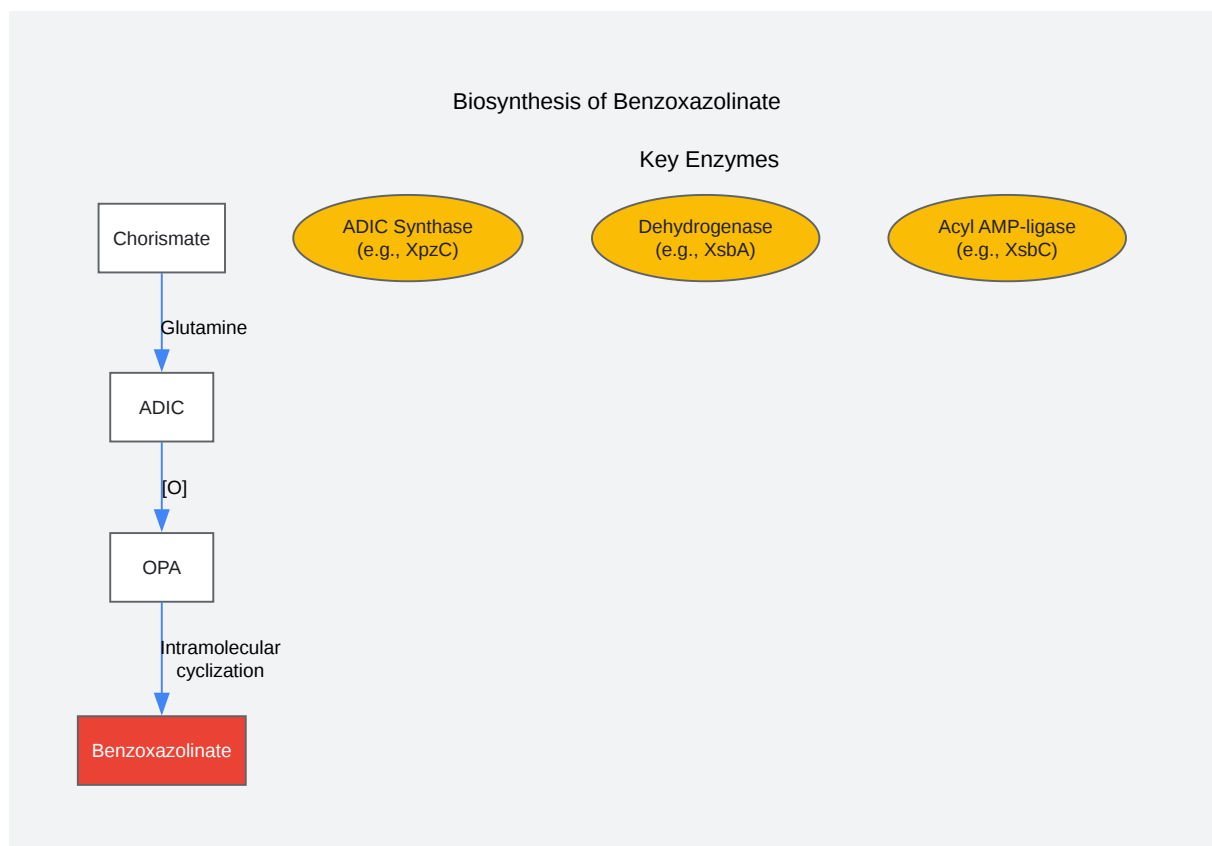 Biosynthesis of Benzoxazolinate
Key Enzymes
Chorismate
ADIC Synthase
(e.g., XpzC)
Dehydrogenase
(e.g., XsbA)
Acyl AMP-ligase
(e.g., XsbC)
Glutamine
ADIC
[O]
OPA
Intramolecular
cyclization
Benzoxazolinate